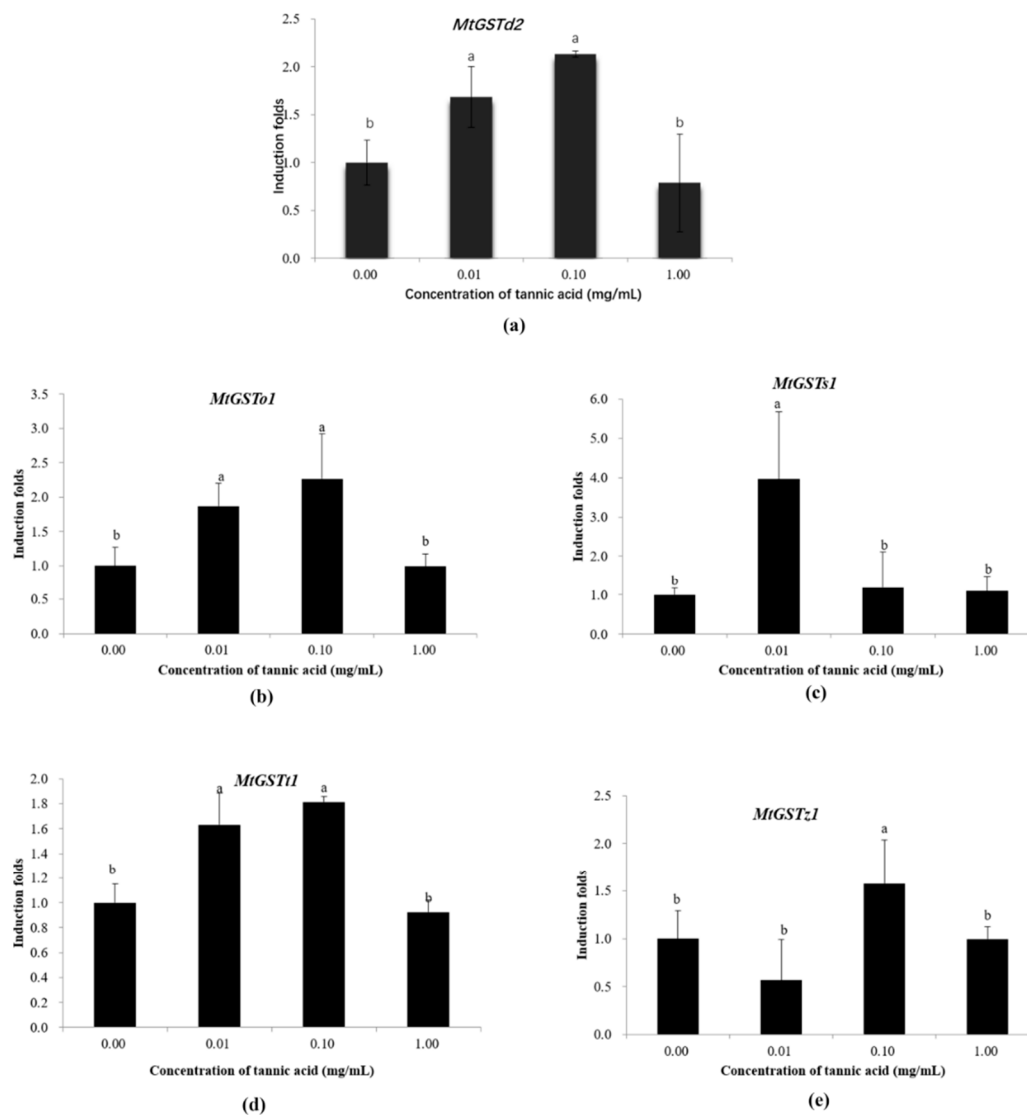 MtGSTd2
Induction folds
2.5
2.0
1.5
1.0
0.5
0.0
b
a
a
b
0.00 0.01 0.10 1.00
Concentration of tannic acid (mg/mL)
(a)
MtGSTo1
Induction folds
3.5
3.0
2.5
2.0
1.5
1.0
0.5
0.0
b
a
a
b
0.00 0.01 0.10 1.00
Concentration of tannic acid (mg/mL)
(b)
MtGSTs1
Induction folds
6.0
5.0
4.0
3.0
2.0
1.0
0.0
b
a
b
b
0.00 0.01 0.10 1.00
Concentration of tannic acid (mg/mL)
(c)
MtGSTt1
Induction folds
2.0
1.8
1.6
1.4
1.2
1.0
0.8
0.6
0.4
0.2
0.0
b
a
a
b
0.00 0.01 0.10 1.00
Concentration of tannic acid (mg/mL)
(d)
MtGSTz1
Induction folds
2.5
2.0
1.5
1.0
0.5
0.0
b
b
a
b
0.00 0.01 0.10 1.00
Concentration of tannic acid (mg/mL)
(e)